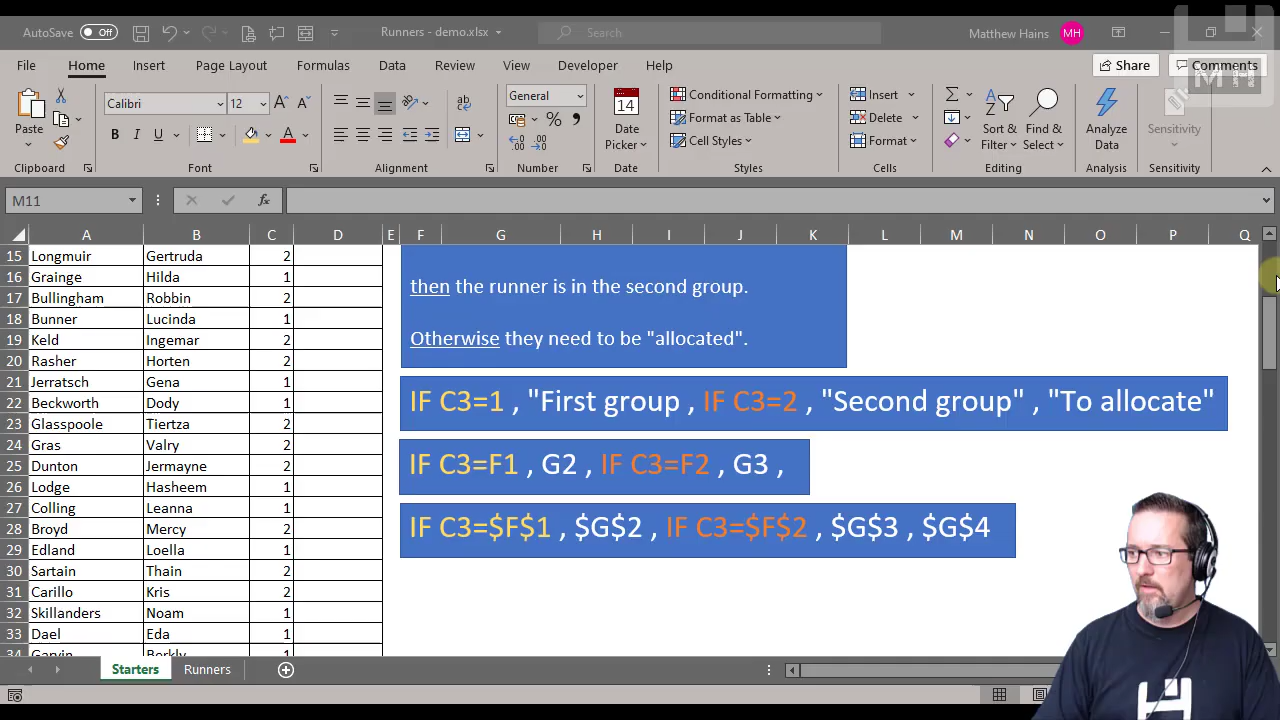 AutoSave Off Runners - demo.xlsx Search Matthew Hains MH
File Home Insert Page Layout Formulas Data Review View Developer Help Share Comments
Paste Calibri 12 General 14 Date Picker Conditional Formatting Format as Table Cell Styles Insert Delete Format Sort & Filter Find & Select Analyze Data Sensitivity
Clipboard Font Alignment Number Date Styles Cells Editing Analysis Sensitivity
M11 fx
A B C D E F G H I J K L M N O P Q
15 Longmuir Gertruda 2
16 Grainge Hilda 1
17 Bullingham Robbin 2
18 Bunner Lucinda 1
19 Keld Ingemar 2
20 Rasher Horten 2
21 Jerratsch Gena 1
22 Beckworth Dody 1
23 Glasspoole Tiertza 2
24 Gras Valry 2
25 Dunton Jermayne 2
26 Lodge Hasheem 1
27 Colling Leanna 1
28 Broyd Mercy 2
29 Edland Loella 1
30 Sartain Thain 2
31 Carillo Kris 2
32 Skillanders Noam 1
33 Dael Eda 1
34 Garvin Berkly
then the runner is in the second group.
Otherwise they need to be "allocated".
IF C3=1 , "First group , IF C3=2 , "Second group" , "To allocate"
IF C3=F1 , G2 , IF C3=F2 , G3 ,
IF C3=$F$1 , $G$2 , IF C3=$F$2 , $G$3 , $G$4
Starters Runners